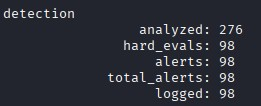 detection
analyzed: 276
hard_evals: 98
alerts: 98
total_alerts: 98
logged: 98